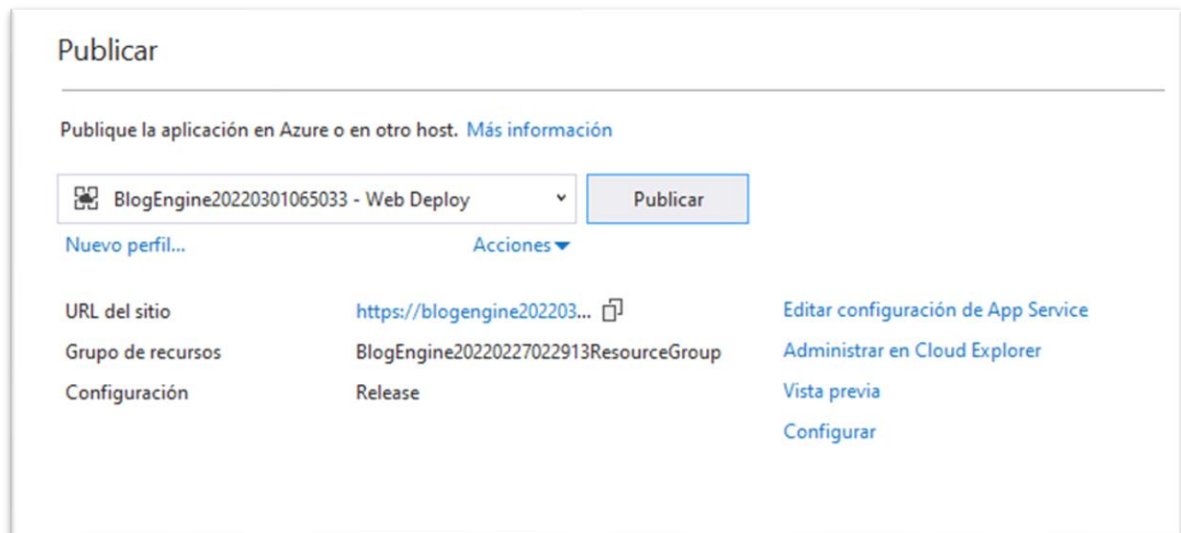 Publicar
Publique la aplicación en Azure o en otro host. Más información
BlogEngine20220301065033 - Web Deploy
Publicar
Nuevo perfil...
Acciones
URL del sitio
https://blogengine202203...
Editar configuración de App Service
Grupo de recursos
BlogEngine20220227022913ResourceGroup
Administrar en Cloud Explorer
Configuración
Release
Vista previa
Configurar